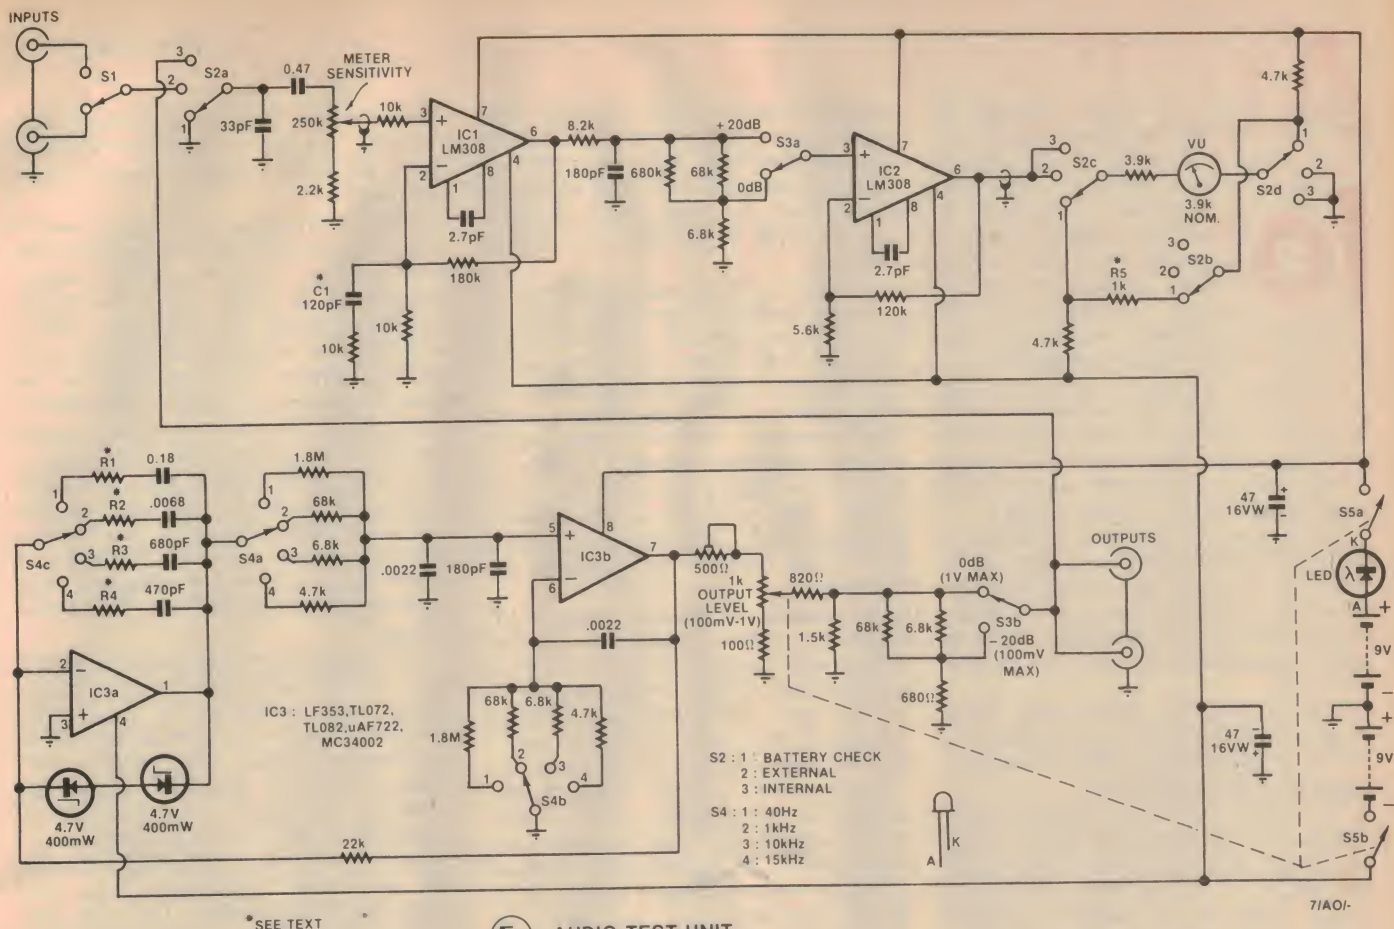 INPUTS
S1
3
2
1
S2a
33pF
0.47
METER
SENSITIVITY
250k
2.2k
10k
3
+
IC1
LM308
7
6
2
−
1
8
4
2.7pF
180k
*
C1
120pF
10k
10k
8.2k
180pF
680k
68k
6.8k
+20dB
0dB
S3a
3
+
IC2
LM308
7
6
2
−
1
8
4
2.7pF
120k
5.6k
3
2
1
S2c
3.9k
VU
3.9k
NOM.
4.7k
1
2
3
S2d
3
2
1
S2b
*
R5
1k
4.7k
*
R1
0.18
*
R2
.0068
*
R3
680pF
*
R4
470pF
1
2
3
4
S4c
1.8M
68k
6.8k
4.7k
1
2
3
4
S4a
2
−
IC3a
1
3
+
4
4.7V
400mW
4.7V
400mW
22k
IC3 : LF353,TL072,
TL082,uAF722,
MC34002
.0022
180pF
5
+
IC3b
8
7
6
−
.0022
1.8M
68k
6.8k
4.7k
1
2
3
4
S4b
500Ω
1k
OUTPUT
LEVEL
(100mV-1V)
100Ω
820Ω
1.5k
68k
6.8k
680Ω
0dB
(1V MAX)
S3b
−20dB
(100mV
MAX)
OUTPUTS
47
16VW
+
−
S5a
K
LED
λ
A
+
9V
−
+
9V
−
S5b
47
16VW
−
+
S2 : 1 : BATTERY CHECK
2 : EXTERNAL
3 : INTERNAL
S4 : 1 : 40Hz
2 : 1kHz
3 : 10kHz
4 : 15kHz
K
A
7/AO/-
*SEE TEXT
AUDIO TEST UNIT